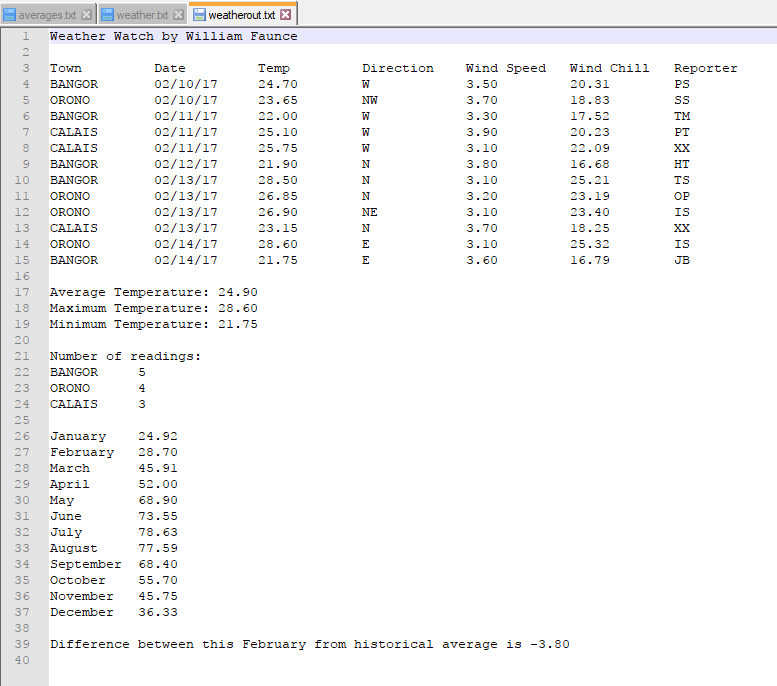 averages.txt weather.txt weatherout.txt
1 Weather Watch by William Faunce
2
3 Town Date Temp Direction Wind Speed Wind Chill Reporter
4 BANGOR 02/10/17 24.70 W 3.50 20.31 PS
5 ORONO 02/10/17 23.65 NW 3.70 18.83 SS
6 BANGOR 02/11/17 22.00 W 3.30 17.52 TM
7 CALAIS 02/11/17 25.10 W 3.90 20.23 PT
8 CALAIS 02/11/17 25.75 W 3.10 22.09 XX
9 BANGOR 02/12/17 21.90 N 3.80 16.68 HT
10 BANGOR 02/13/17 28.50 N 3.10 25.21 TS
11 ORONO 02/13/17 26.85 N 3.20 23.19 OP
12 ORONO 02/13/17 26.90 NE 3.10 23.40 IS
13 CALAIS 02/13/17 23.15 N 3.70 18.25 XX
14 ORONO 02/14/17 28.60 E 3.10 25.32 IS
15 BANGOR 02/14/17 21.75 E 3.60 16.79 JB
16
17 Average Temperature: 24.90
18 Maximum Temperature: 28.60
19 Minimum Temperature: 21.75
20
21 Number of readings:
22 BANGOR 5
23 ORONO 4
24 CALAIS 3
25
26 January 24.92
27 February 28.70
28 March 45.91
29 April 52.00
30 May 68.90
31 June 73.55
32 July 78.63
33 August 77.59
34 September 68.40
35 October 55.70
36 November 45.75
37 December 36.33
38
39 Difference between this February from historical average is -3.80
40